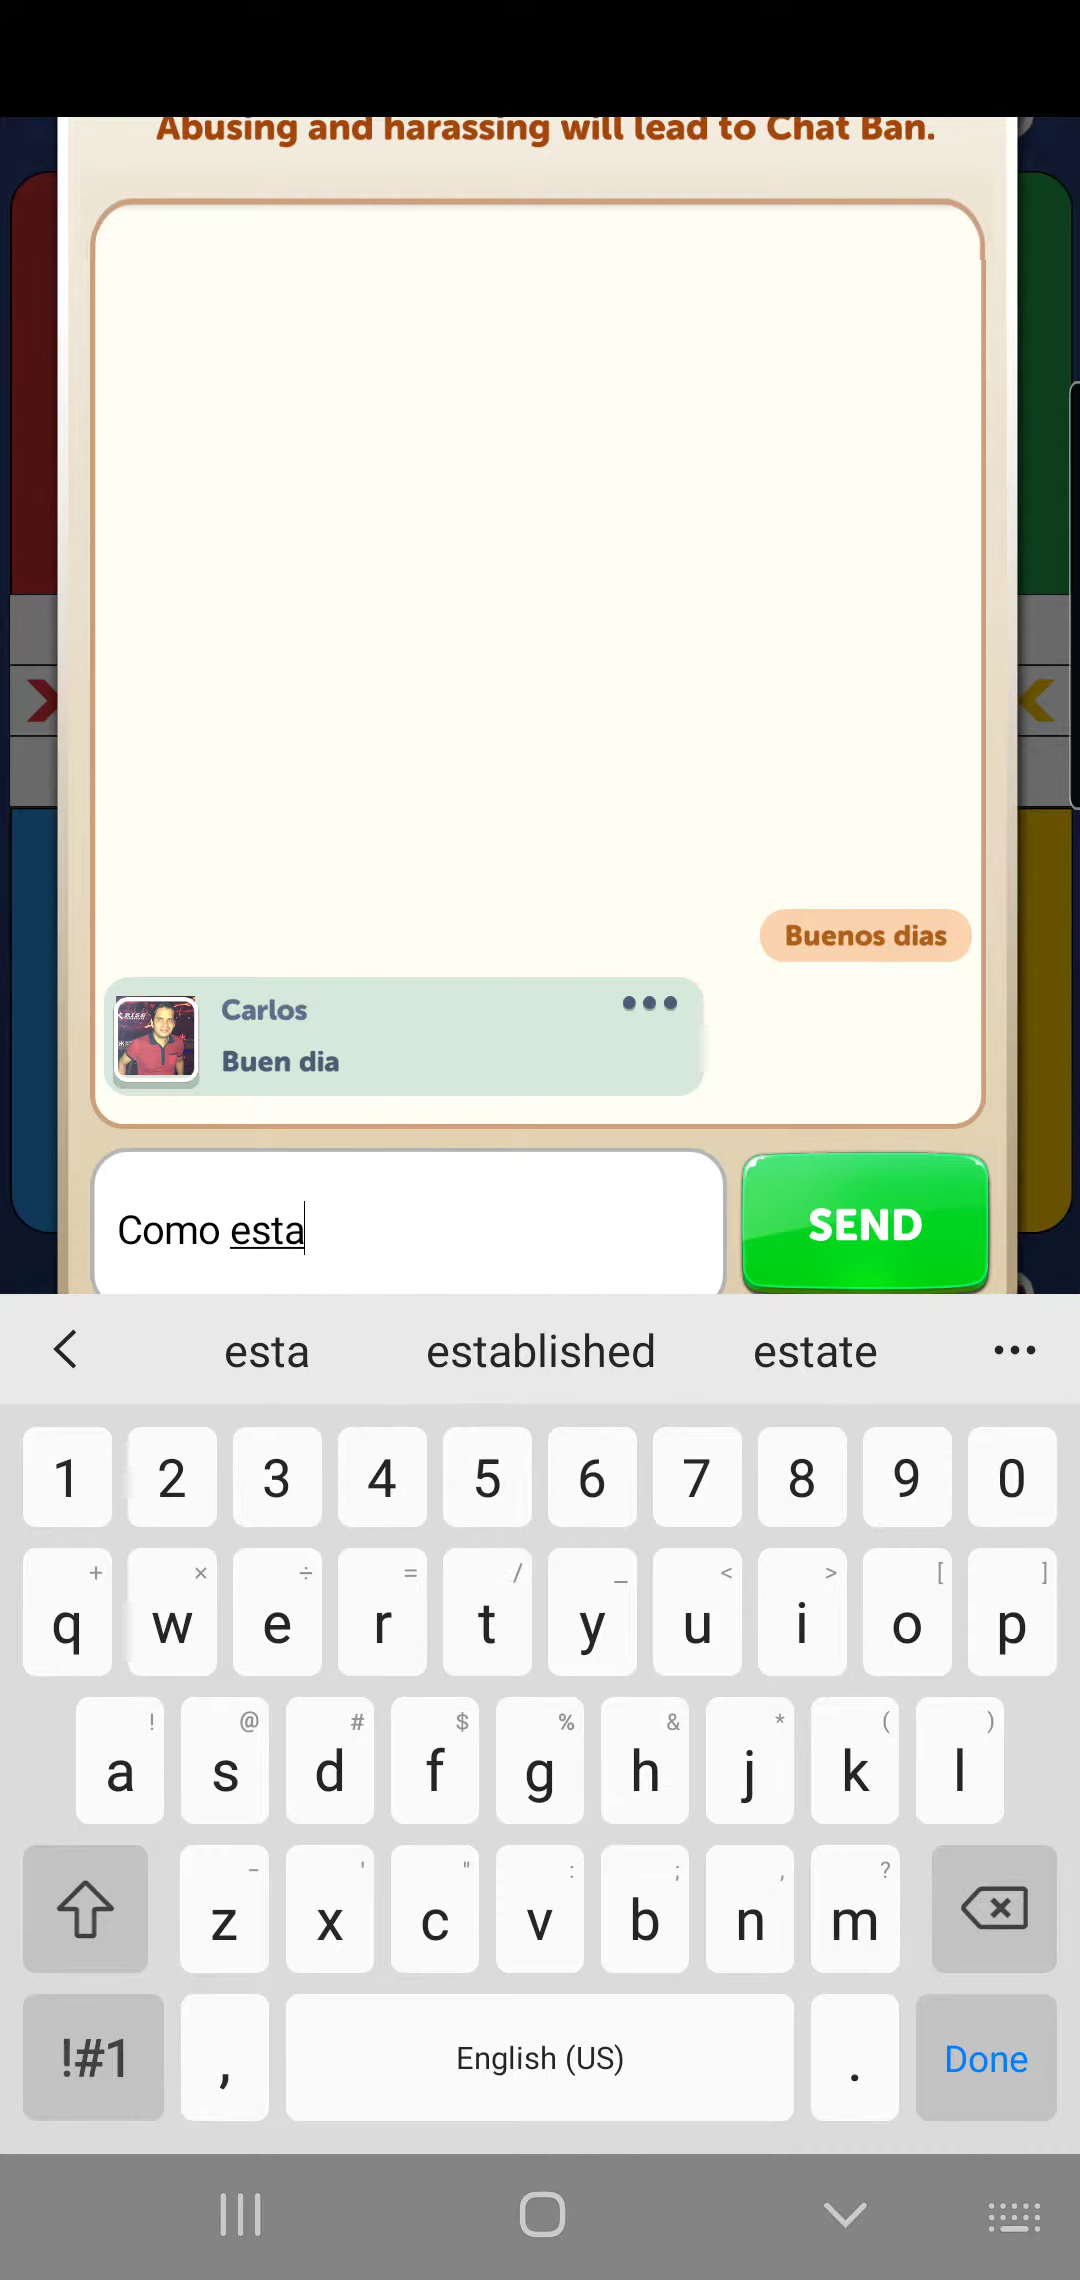 Abusing and harassing will lead to Chat Ban.
Buenos dias
Carlos
Buen dia
Como esta
SEND
esta established estate
1 2 3 4 5 6 7 8 9 0
+ × ÷ = / _ < > [ ]
q w e r t y u i o p
! @ # $ % & * ( )
a s d f g h j k l
- ' " : ; , ?
z x c v b n m
!#1 , English (US) . Done